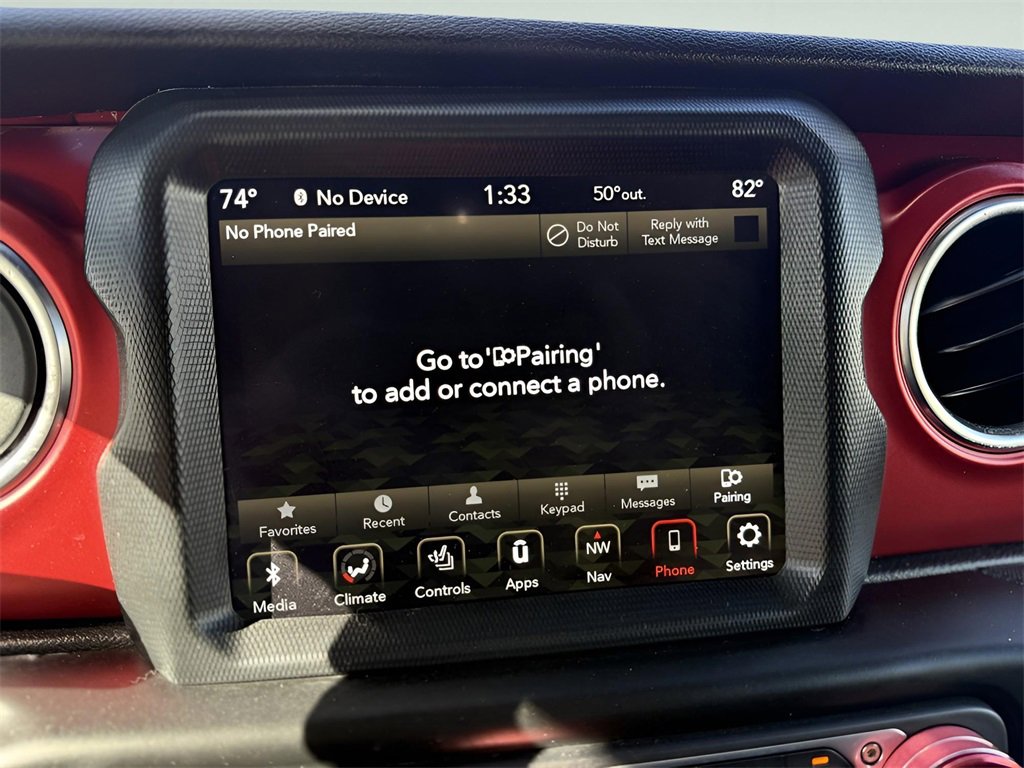 74° No Device 1:33 50°out. 82°
No Phone Paired
Do Not
Disturb
Reply with
Text Message
Go to'Pairing'
to add or connect a phone.
Favorites Recent Contacts Keypad Messages Pairing
NW
Media Climate Controls Apps Nav Phone Settings